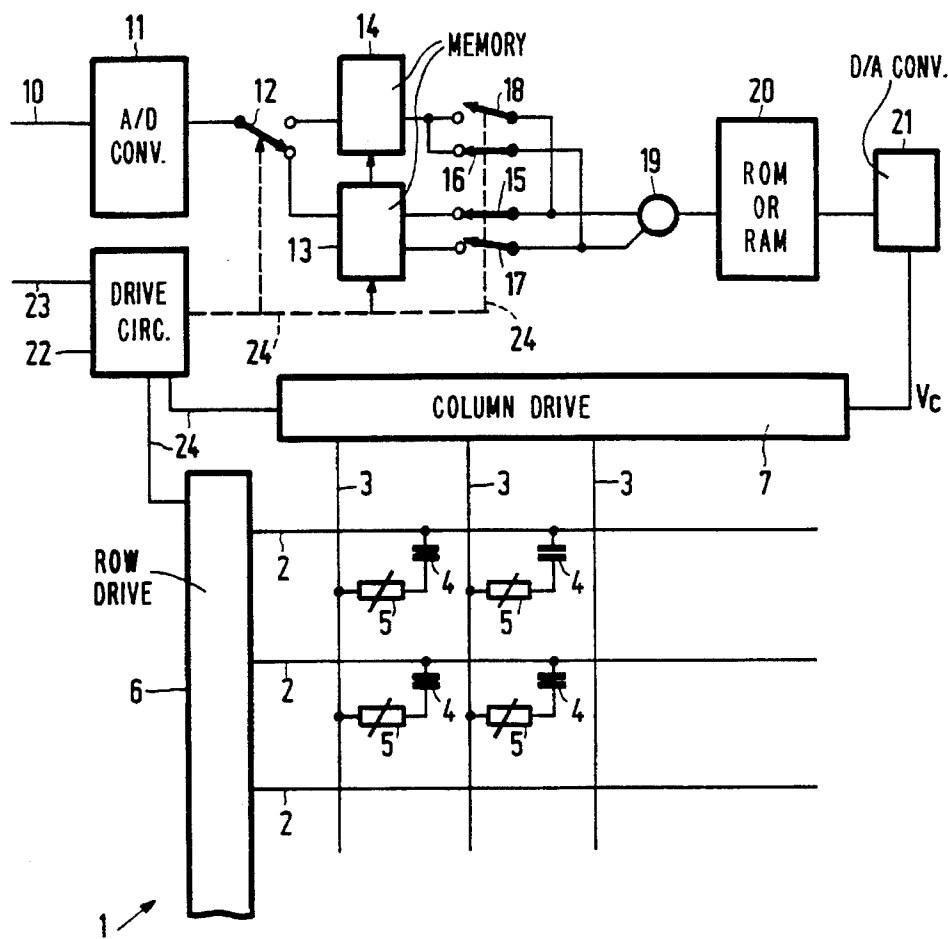 11
14
MEMORY
D/A CONV.
10
12
18
20
21
A/D
CONV.
16
15
19
ROM
OR
RAM
13
17
23
DRIVE
CIRC.
22
24
24
24
COLUMN DRIVE
Vc
7
3
3
3
ROW
DRIVE
2
4
4
5
5
6
2
4
4
5
5
2
1